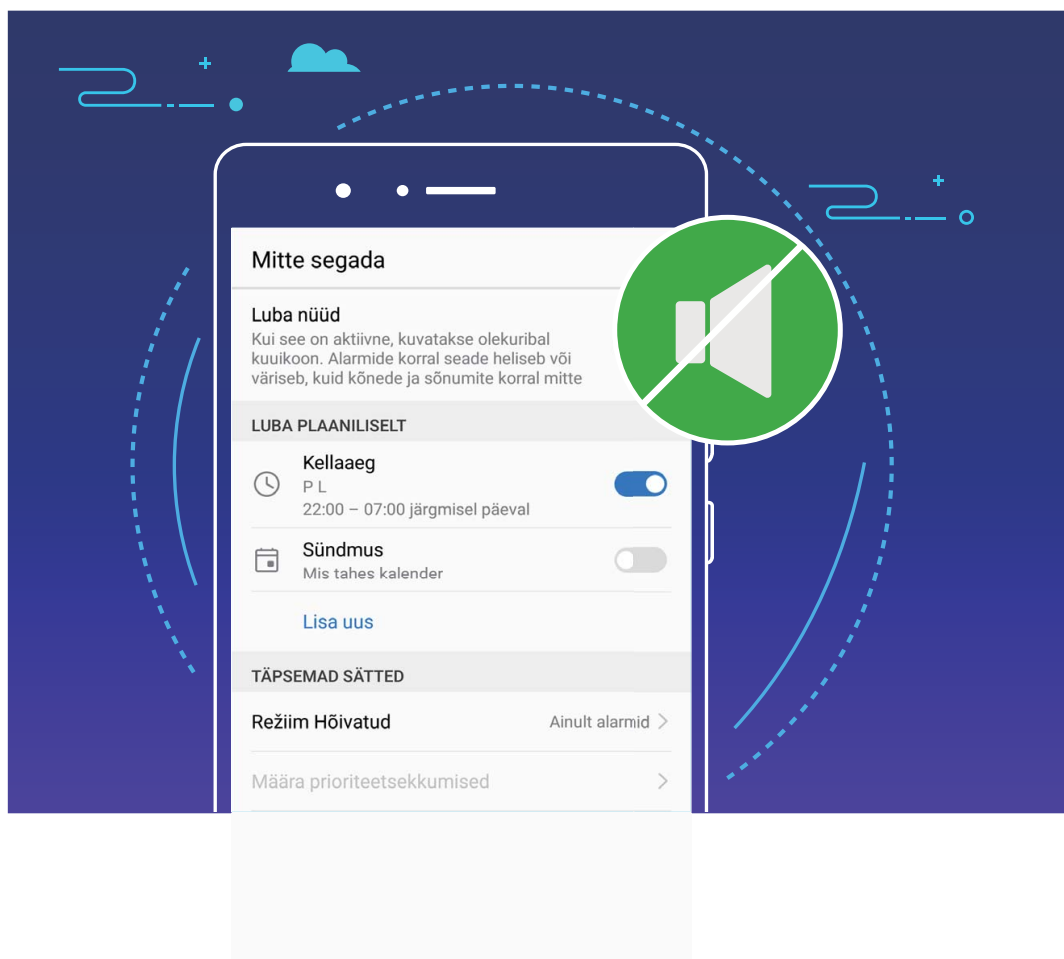 Mitte segada
Luba nüüd
Kui see on aktiivne, kuvatakse olekuribal
kuuikoon. Alarmide korral seade heliseb või
väriseb, kuid kõnede ja sõnumite korral mitte
LUBA PLAANILISELT
Kellaaeg
P L
22:00 – 07:00 järgmisel päeval
Sündmus
Mis tahes kalender
Lisa uus
TÄPSEMAD SÄTTED
Režiim Hõivatud
Ainult alarmid
Määra prioriteetsekkumised